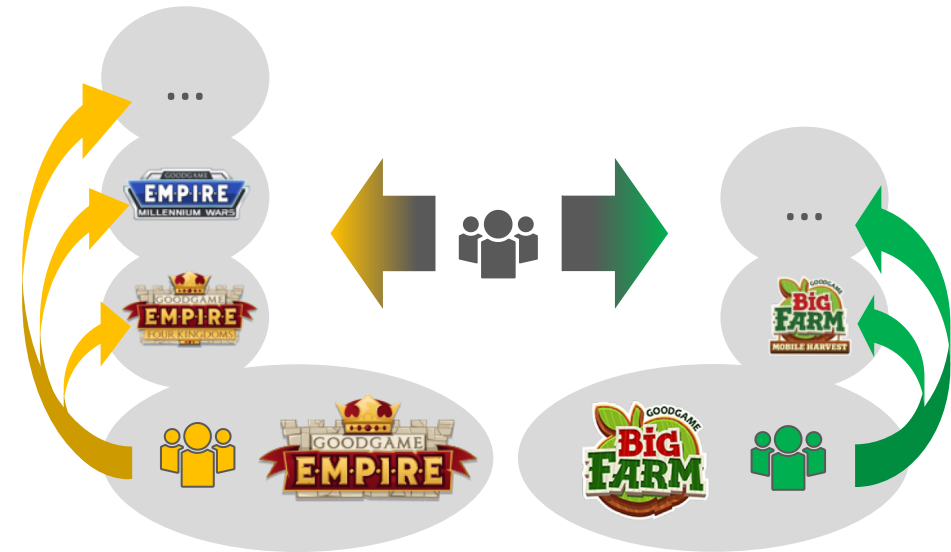 ...
GOODGAME
EMPIRE
MILLENNIUM WARS
GOODGAME
EMPIRE
FOUR KINGDOMS
GOODGAME
EMPIRE
...
GOODGAME
BiG
FARM
MOBILE HARVEST
GOODGAME
BiG
FARM